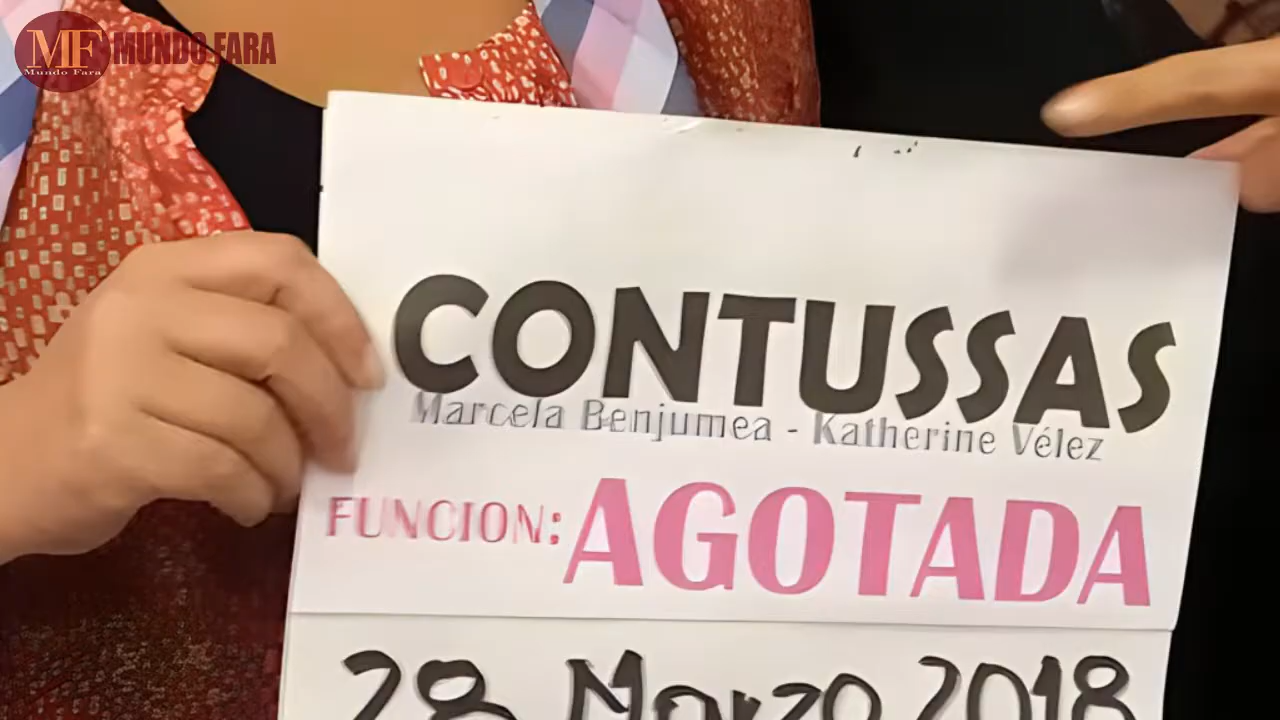 MF MUNDO FARA
Mundo Fara
CONTUSSAS
Marcela Benjumea - Katherine Vélez
FUNCION: AGOTADA
28 Marzo 2018